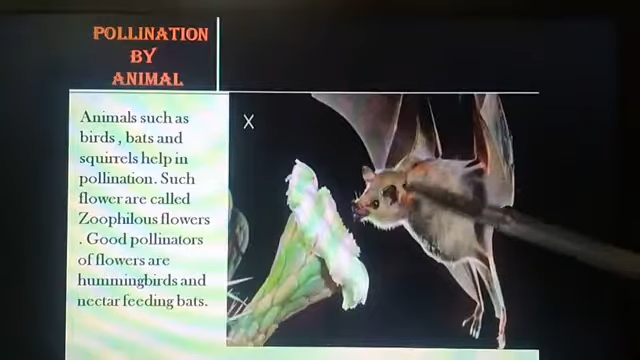 POLLINATION
BY
ANIMAL
Animals such as
birds , bats and
squirrels help in
pollination. Such
flower are called
Zoophilous flowers
. Good pollinators
of flowers are
hummingbirds and
nectar feeding bats.
X